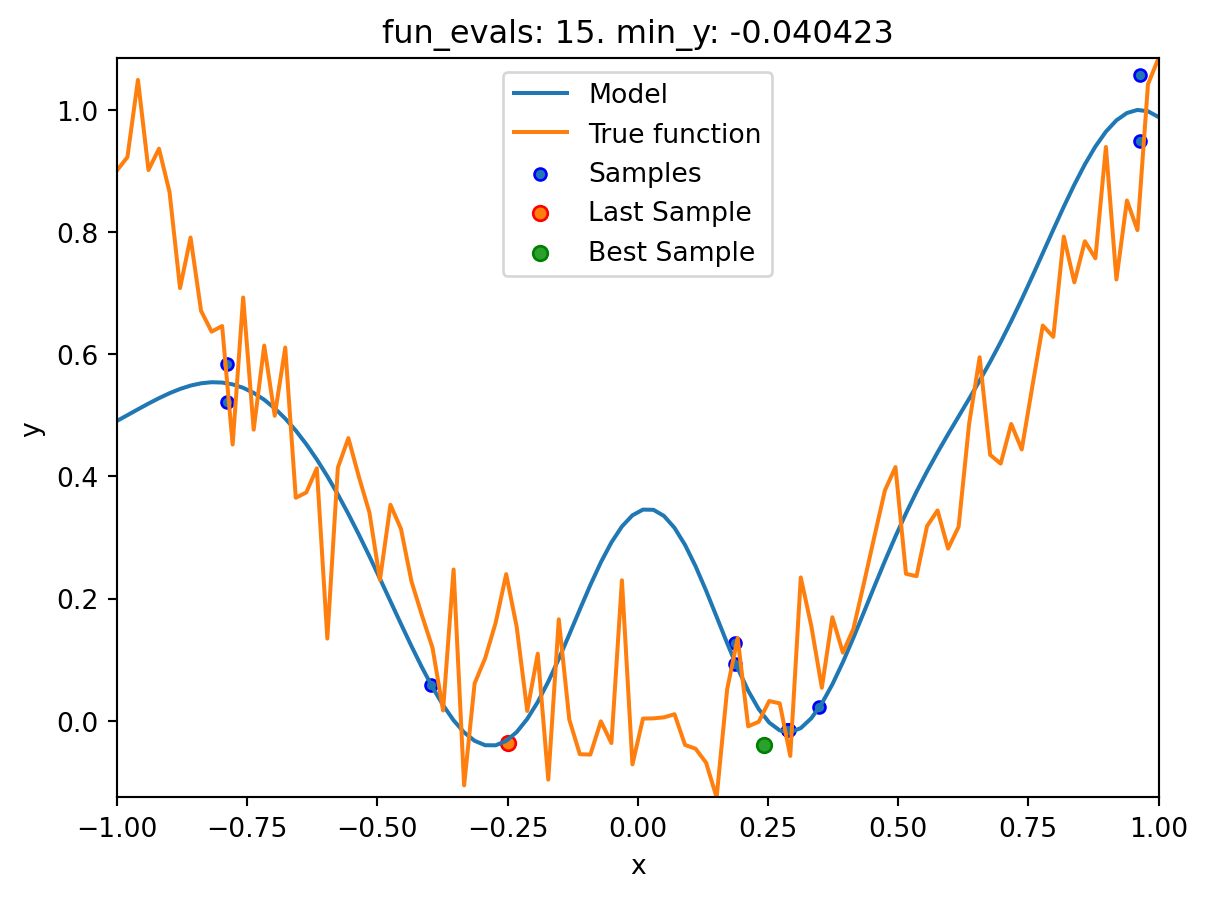 fun_evals: 15. min_y: -0.040423
Model
True function
Samples
Last Sample
Best Sample
1.0
0.8
0.6
0.4
0.2
0.0
y
−1.00 −0.75 −0.50 −0.25 0.00 0.25 0.50 0.75 1.00
x